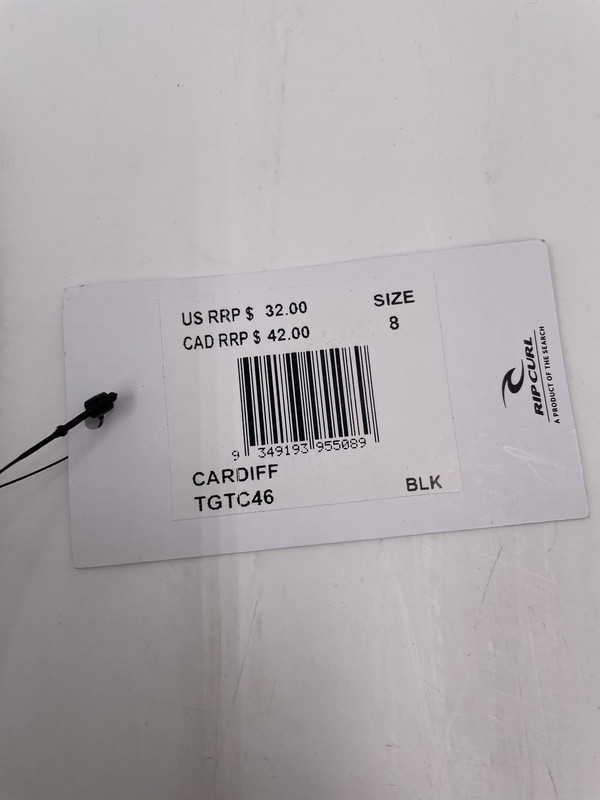 US RRP $ 32.00
CAD RRP $ 42.00
SIZE
8
9 349193 955089
CARDIFF
TGTC46
BLK
RIP CURL
A PRODUCT OF THE SEARCH